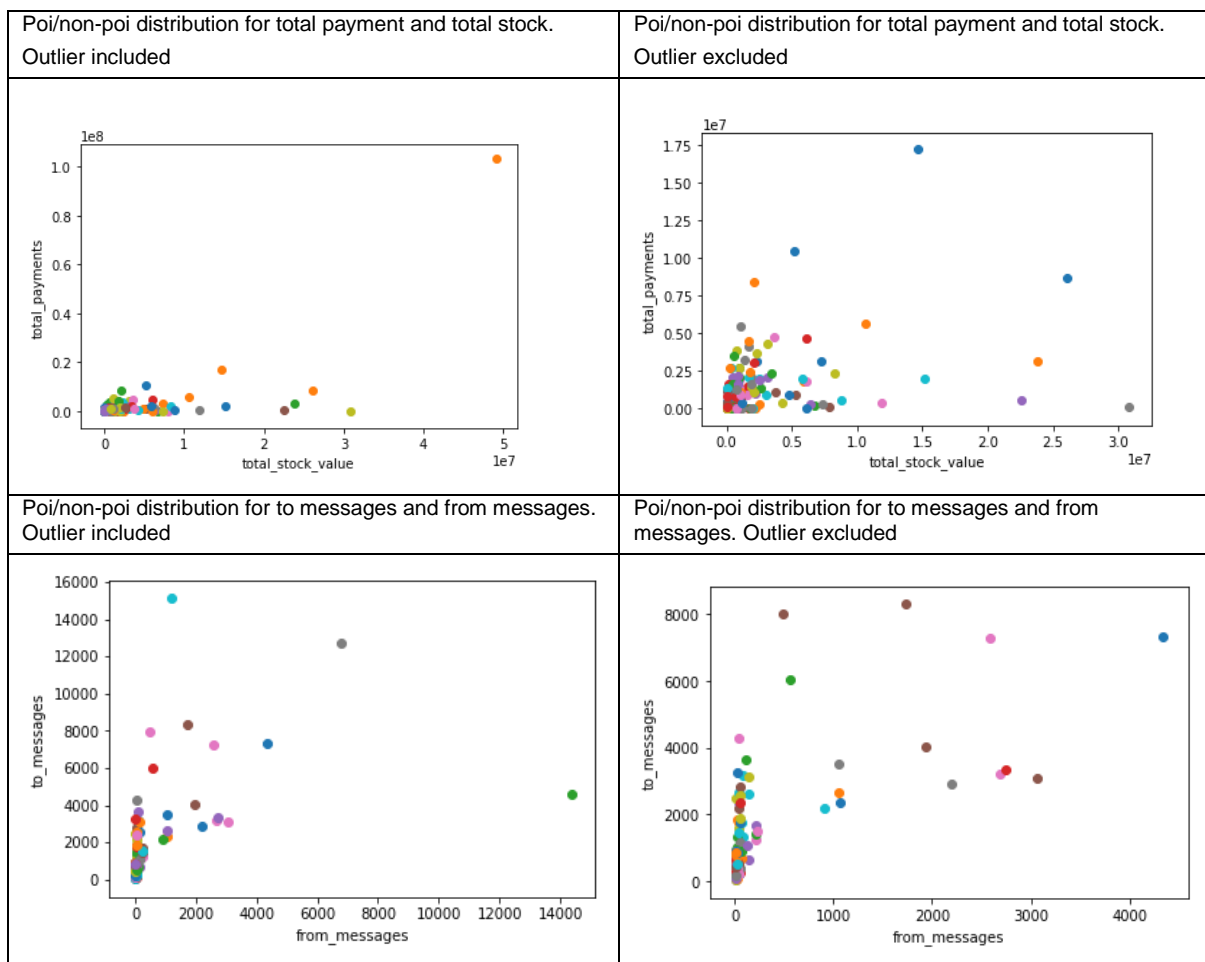 Poi/non-poi distribution for total payment and total stock.
Outlier included
Poi/non-poi distribution for total payment and total stock.
Outlier excluded
1e8
1.0
0.8
0.6
0.4
0.2
0.0
total_payments
0 1 2 3 4 5
1e7
total_stock_value
1e7
17.75
1.50
1.25
1.00
0.75
0.50
0.25
0.00
total_payments
0.0 0.5 1.0 1.5 2.0 2.5 3.0
1e7
total_stock_value
Poi/non-poi distribution for to messages and from messages.
Outlier included
Poi/non-poi distribution for to messages and from
messages. Outlier excluded
16000
14000
12000
10000
8000
6000
4000
2000
0
to_messages
0 2000 4000 6000 8000 10000 12000 14000
from_messages
8000
6000
4000
2000
0
to_messages
0 1000 2000 3000 4000
from_messages